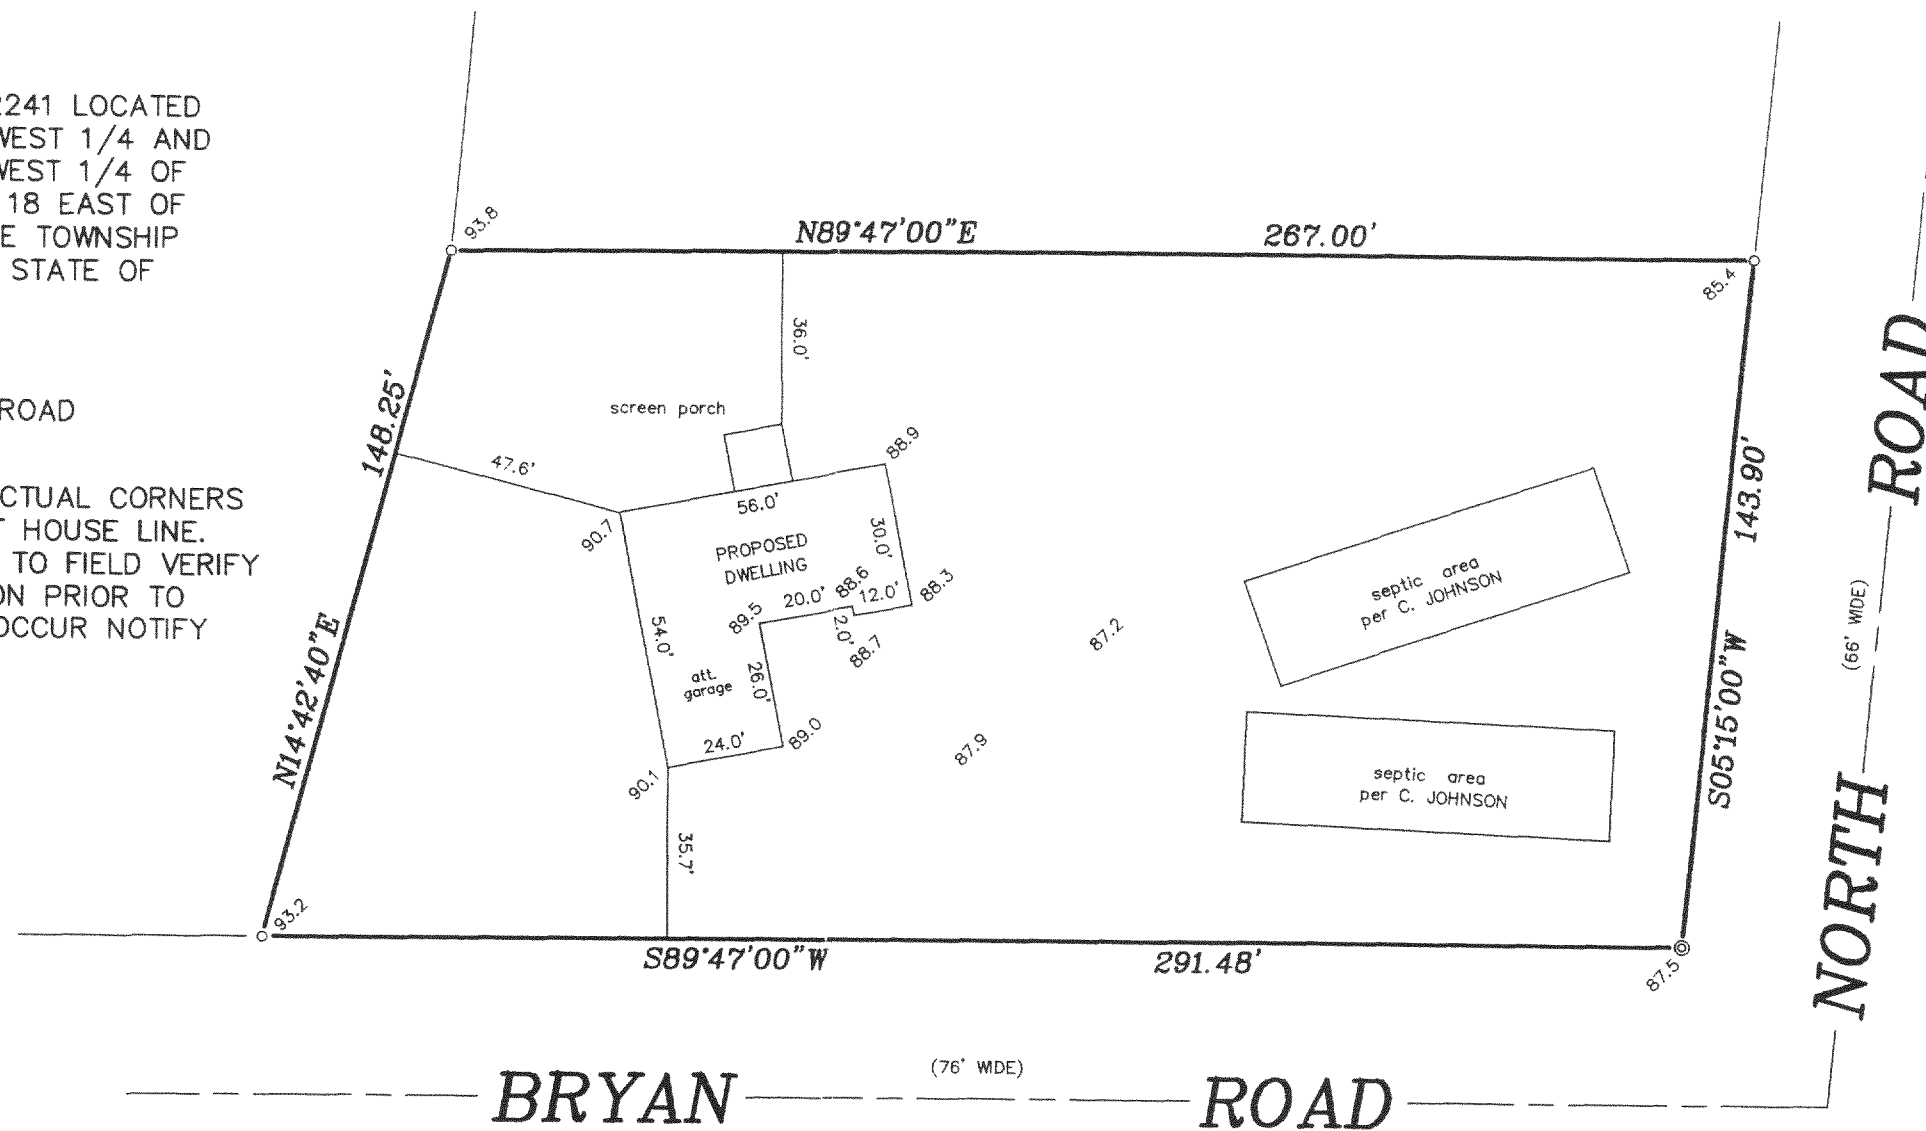 2241 LOCATED
WEST 1/4 AND
WEST 1/4 OF
18 EAST OF
E TOWNSHIP
STATE OF
ROAD
CTUAL CORNERS
HOUSE LINE.
TO FIELD VERIFY
ON PRIOR TO
OCCUR NOTIFY
93.8
N89°47'00"E
267.00'
85.4
36.0'
148.25'
screen porch
47.6'
88.9
56.0'
90.7
PROPOSED
DWELLING
30.0'
88.6
12.0'
88.3
20.0'
89.5
2.0'
88.7
54.0'
26.0'
att.
garage
24.0'
89.0
90.1
35.7'
87.2
87.9
septic area
per C. JOHNSON
septic area
per C. JOHNSON
143.90'
S05°15'00"W
N14°42'40"E
93.2
S89°47'00"W
291.48'
87.5
NORTH ROAD
(66' WIDE)
(76' WIDE)
BRYAN ROAD